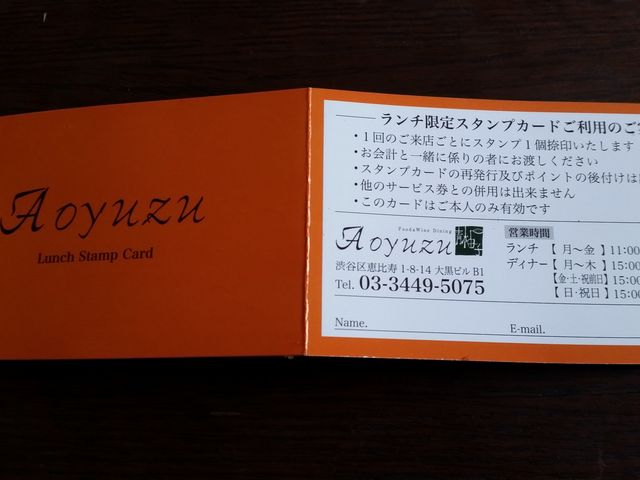 Aoyuzu
Lunch Stamp Card
ランチ限定スタンプカードご利用のご
・1回のご来店ごとにスタンプ1個捺印いたします
・お会計と一緒に係りの者にお渡しください
・スタンプカードの再発行及びポイントの後付けは
・他のサービス券との併用は出来ません
・このカードはご本人のみ有効です
Food&Wine Dining
Aoyuzu 青柚子
渋谷区恵比寿 1-8-14 大黒ビル B1
Tel. 03-3449-5075
営業時間
ランチ 【 月～金 】 11:00
ディナー 【 月～木 】 15:00
【金・土・祝前日】 15:00
【 日・祝日 】 15:00
Name.
E-mail.